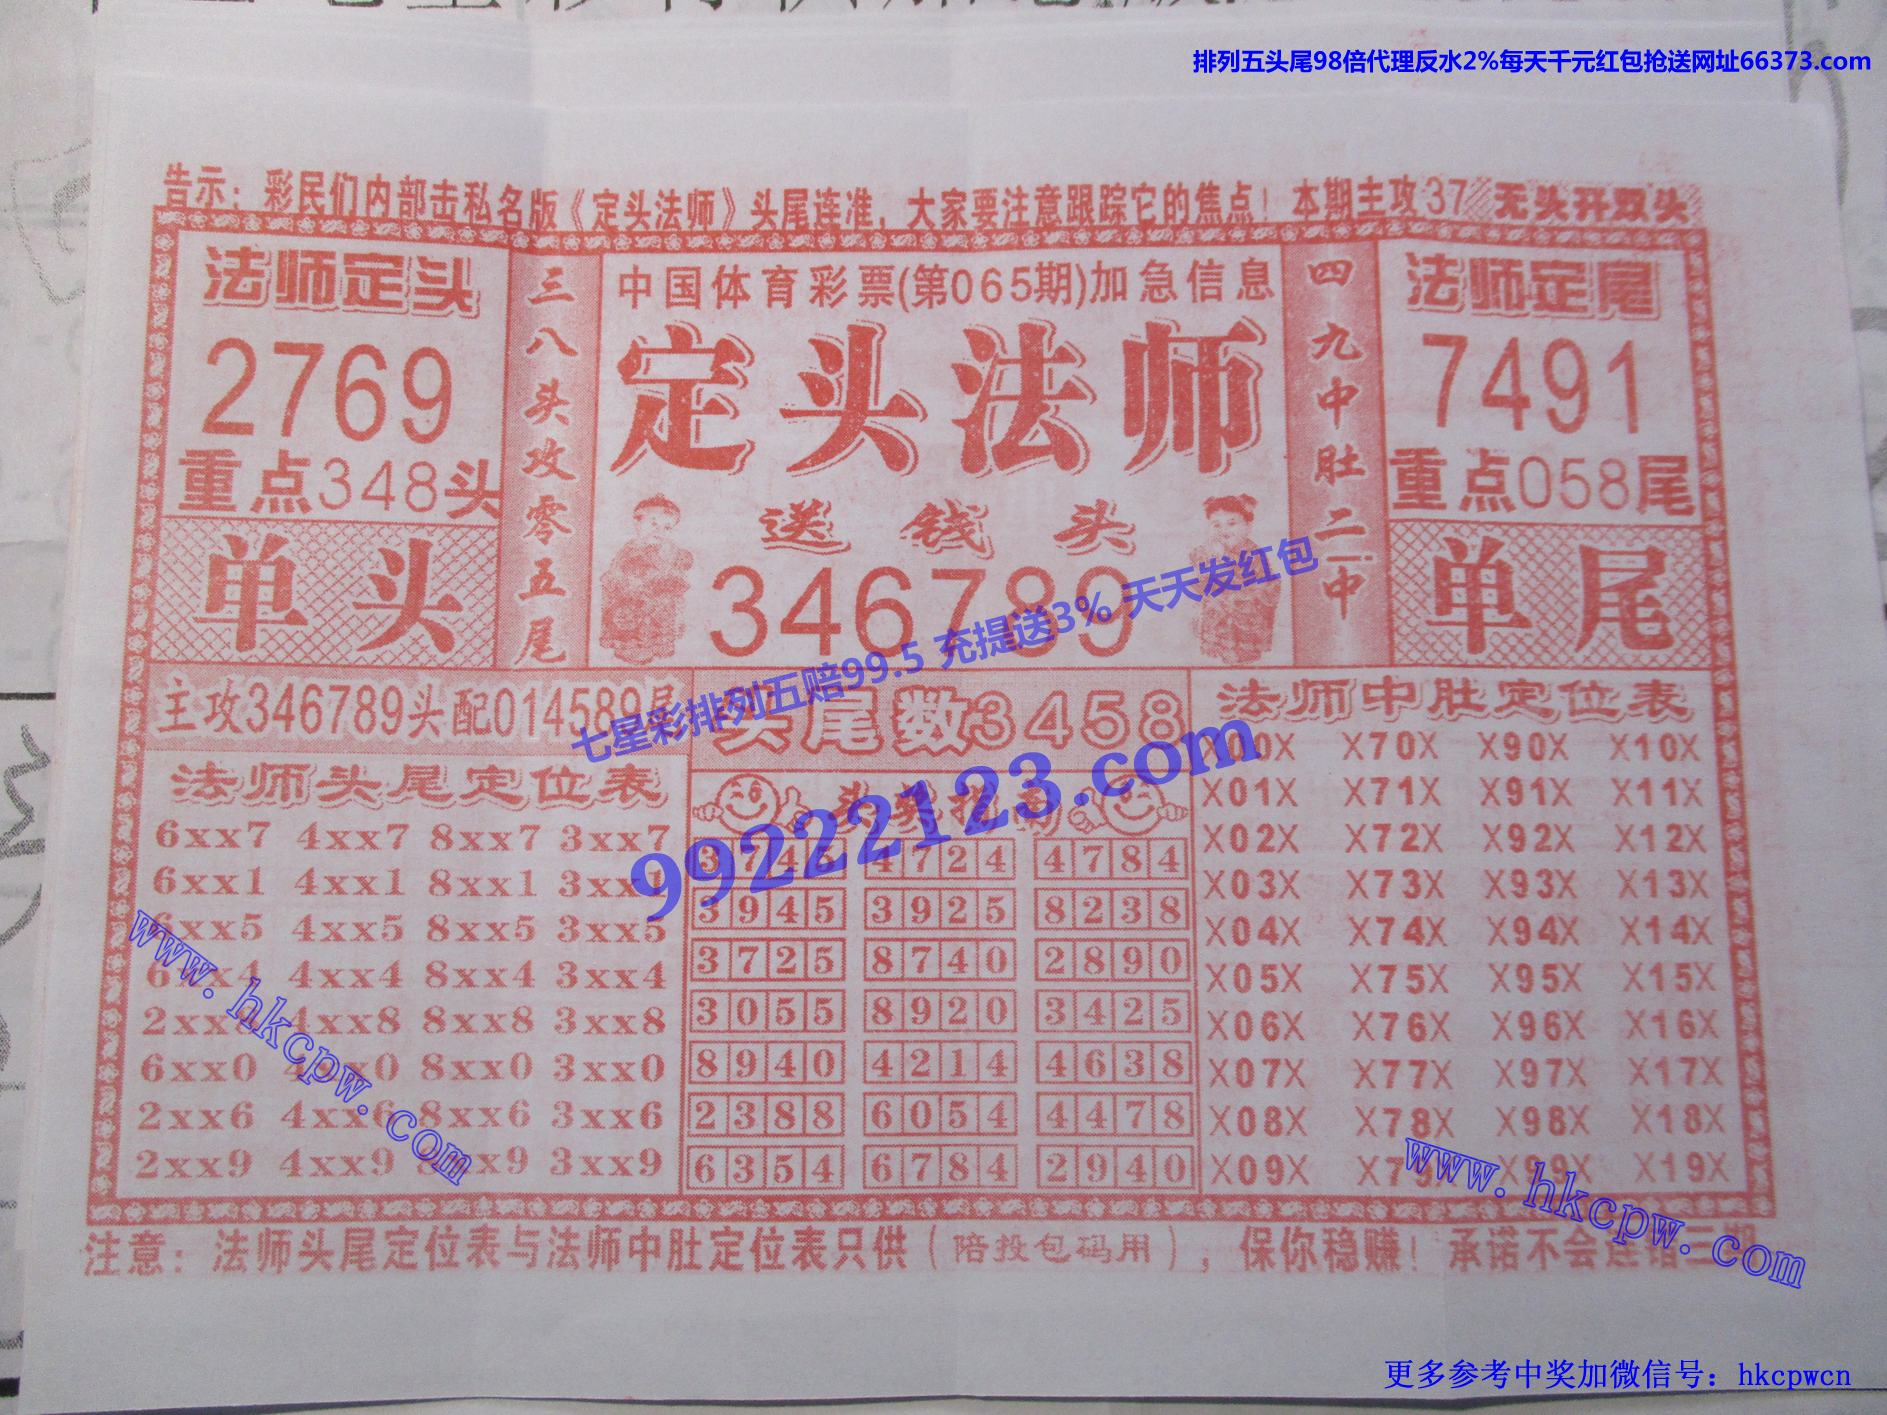 排列五头尾98倍代理反水2%每天千元红包抢送网址66373.com
告示：彩民们内部击私名版《定头法师》头尾连准，大家要注意跟踪它的焦点！本期主攻37 无头开双头
法师定头
2769
重点348头
单头
三八头攻零五尾
中国体育彩票(第065期)加急信息
定头法师
送钱头
346789
四九中肚二中
法师定尾
7491
重点058尾
单尾
七星彩排列五赔99.5 充提送3% 天天发红包
99222123.com
主攻346789头配014589尾
法师头尾定位表
6xx7 4xx7 8xx7 3xx7
6xx1 4xx1 8xx1 3xx1
6xx5 4xx5 8xx5 3xx5
6xx4 4xx4 8xx4 3xx4
2xx 4xx8 8xx8 3xx8
6xx0 4xx0 8xx0 3xx0
2xx6 4xx6 8xx6 3xx6
2xx9 4xx9 8xx9 3xx9
头尾数3458
3745 4724 4784
3945 3925 8238
3725 8740 2890
3055 8920 3425
8940 4214 4638
2388 6054 4478
6354 6784 2940
法师中肚定位表
X00X X70X X90X X10X
X01X X71X X91X X11X
X02X X72X X92X X12X
X03X X73X X93X X13X
X04X X74X X94X X14X
X05X X75X X95X X15X
X06X X76X X96X X16X
X07X X77X X97X X17X
X08X X78X X98X X18X
X09X X79X X99X X19X
www.hkcpw.com
www.hkcpw.com
注意：法师头尾定位表与法师中肚定位表只供（陪投包码用），保你稳赚！承诺不会连错三期
更多参考中奖加微信号：hkcpwcn